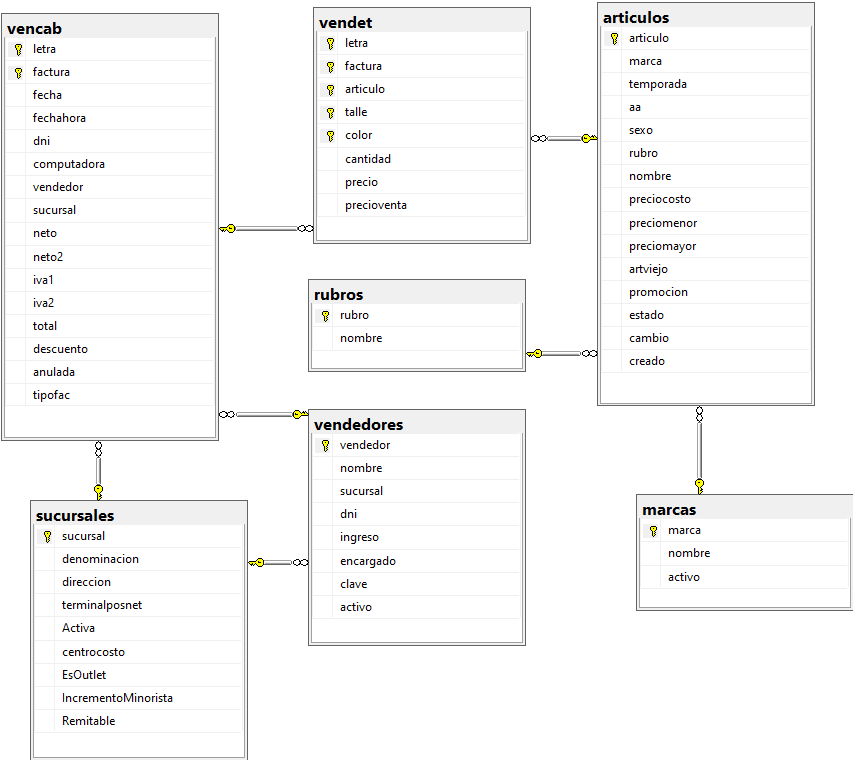 vencab
letra
factura
fecha
fechahora
dni
computadora
vendedor
sucursal
neto
neto2
iva1
iva2
total
descuento
anulada
tipofac
vendet
letra
factura
articulo
talle
color
cantidad
precio
precioventa
articulos
articulo
marca
temporada
aa
sexo
rubro
nombre
preciocosto
preciomenor
preciomayor
artviejo
promocion
estado
cambio
creado
rubros
rubro
nombre
vendedores
vendedor
nombre
sucursal
dni
ingreso
encargado
clave
activo
sucursales
sucursal
denominacion
direccion
terminalposnet
Activa
centrocosto
EsOutlet
IncrementoMinorista
Remitable
marcas
marca
nombre
activo